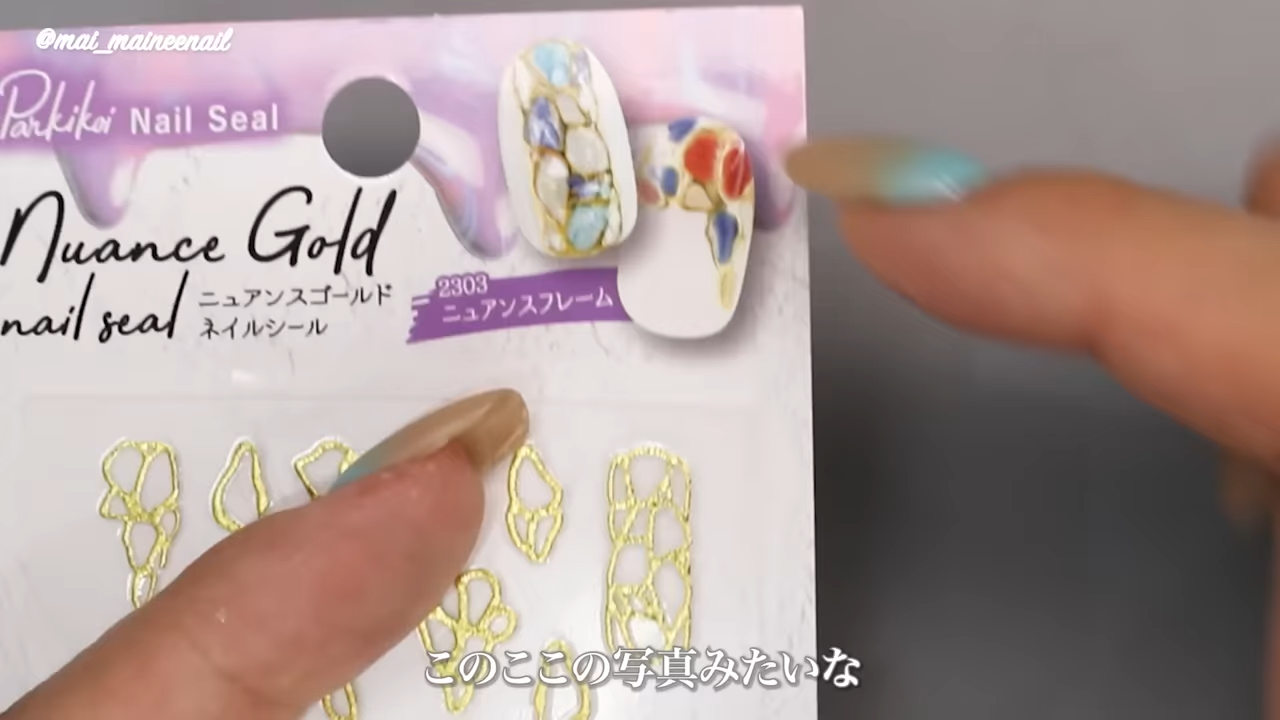 @mai_maineenail
Parkikoi Nail Seal
Nuance Gold
nail seal
ニュアンスゴールド
ネイルシール
2303
ニュアンスフレーム
このここの写真みたいな